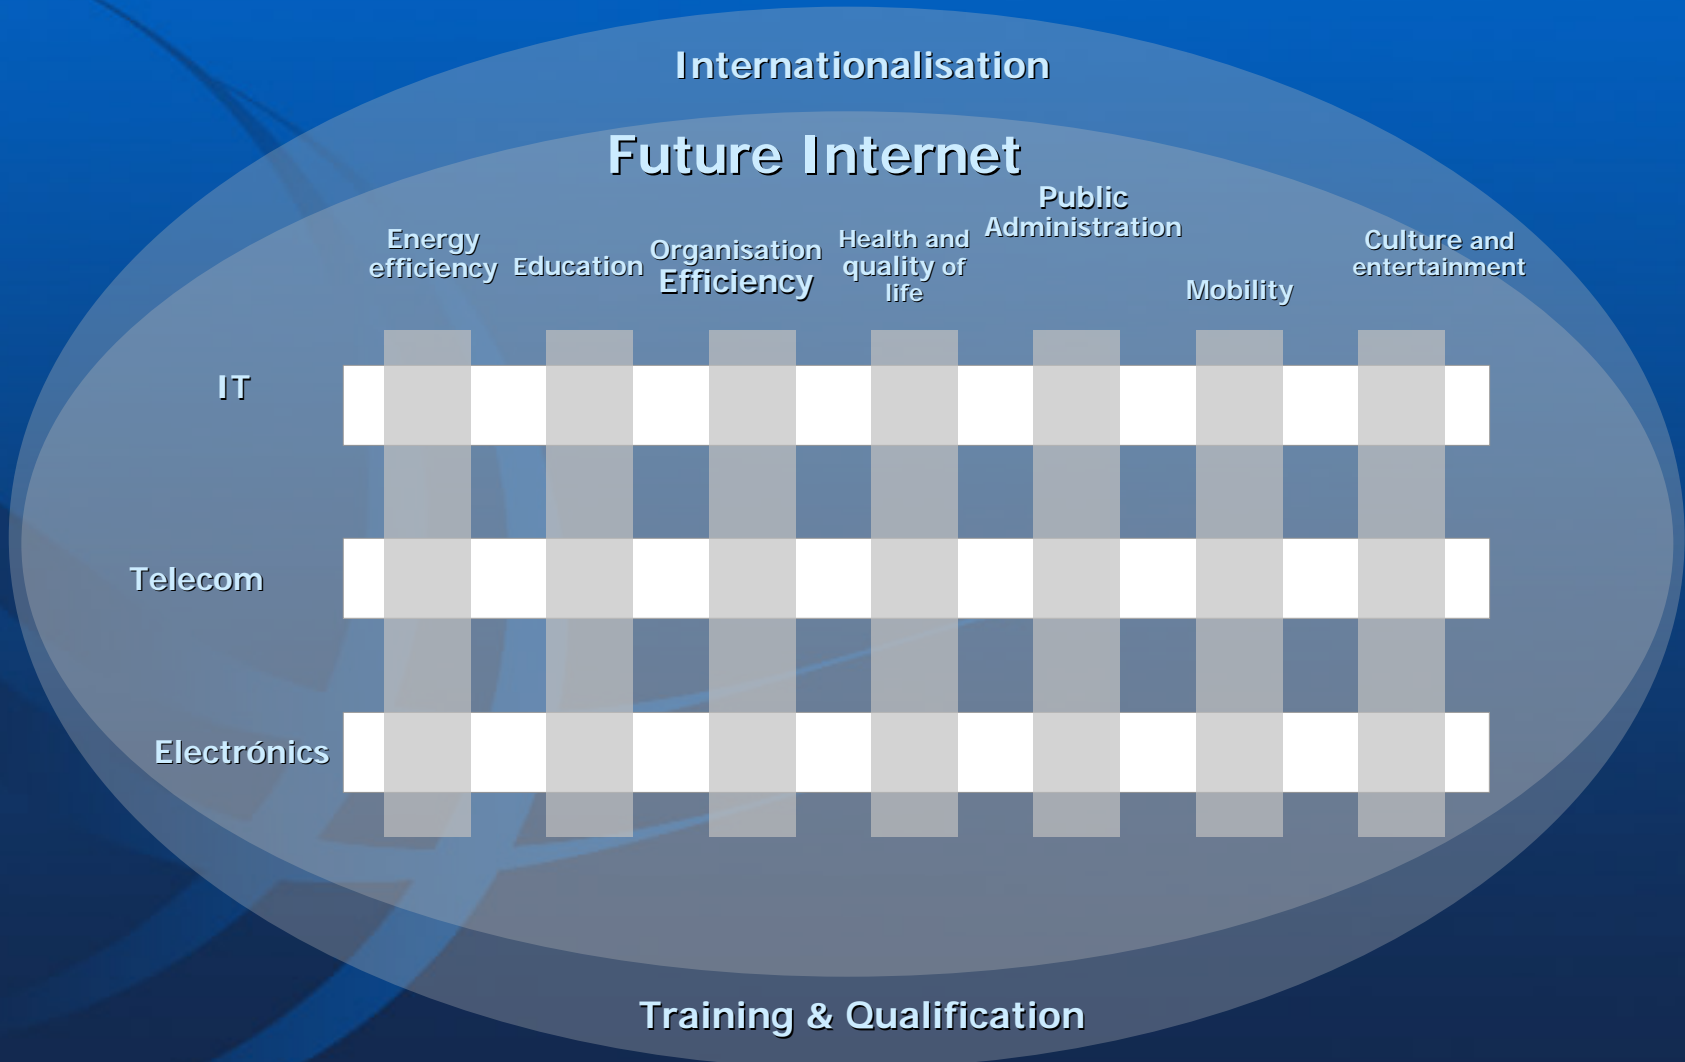 Internationalisation
Future Internet
Energy
efficiency
Education
Organisation
Efficiency
Health and
quality of
life
Public
Administration
Mobility
Culture and
entertainment
IT
Telecom
Electrónics
Training & Qualification